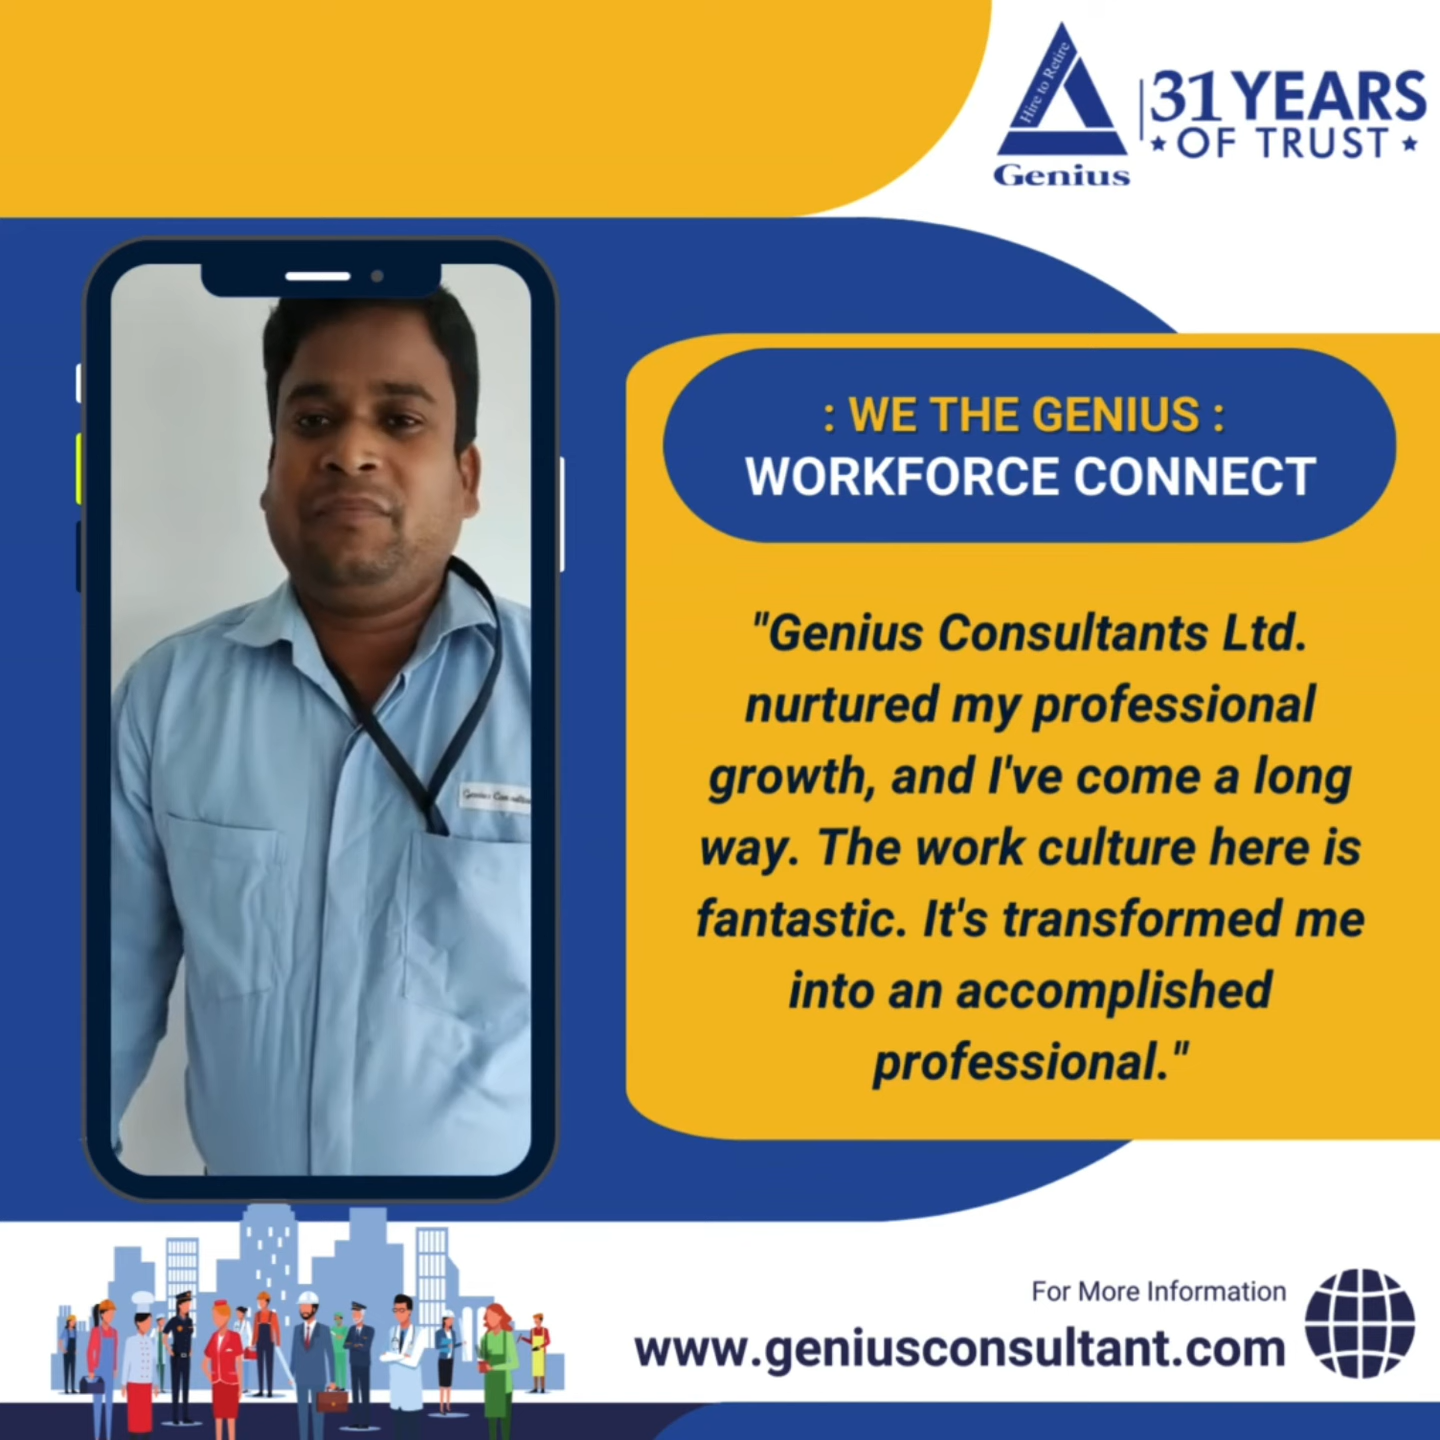 Hire to Retire
Genius
31 YEARS
OF TRUST
: WE THE GENIUS :
WORKFORCE CONNECT
"Genius Consultants Ltd.
nurtured my professional
growth, and I've come a long
way. The work culture here is
fantastic. It's transformed me
into an accomplished
professional."
Genius
For More Information
www.geniusconsultant.com